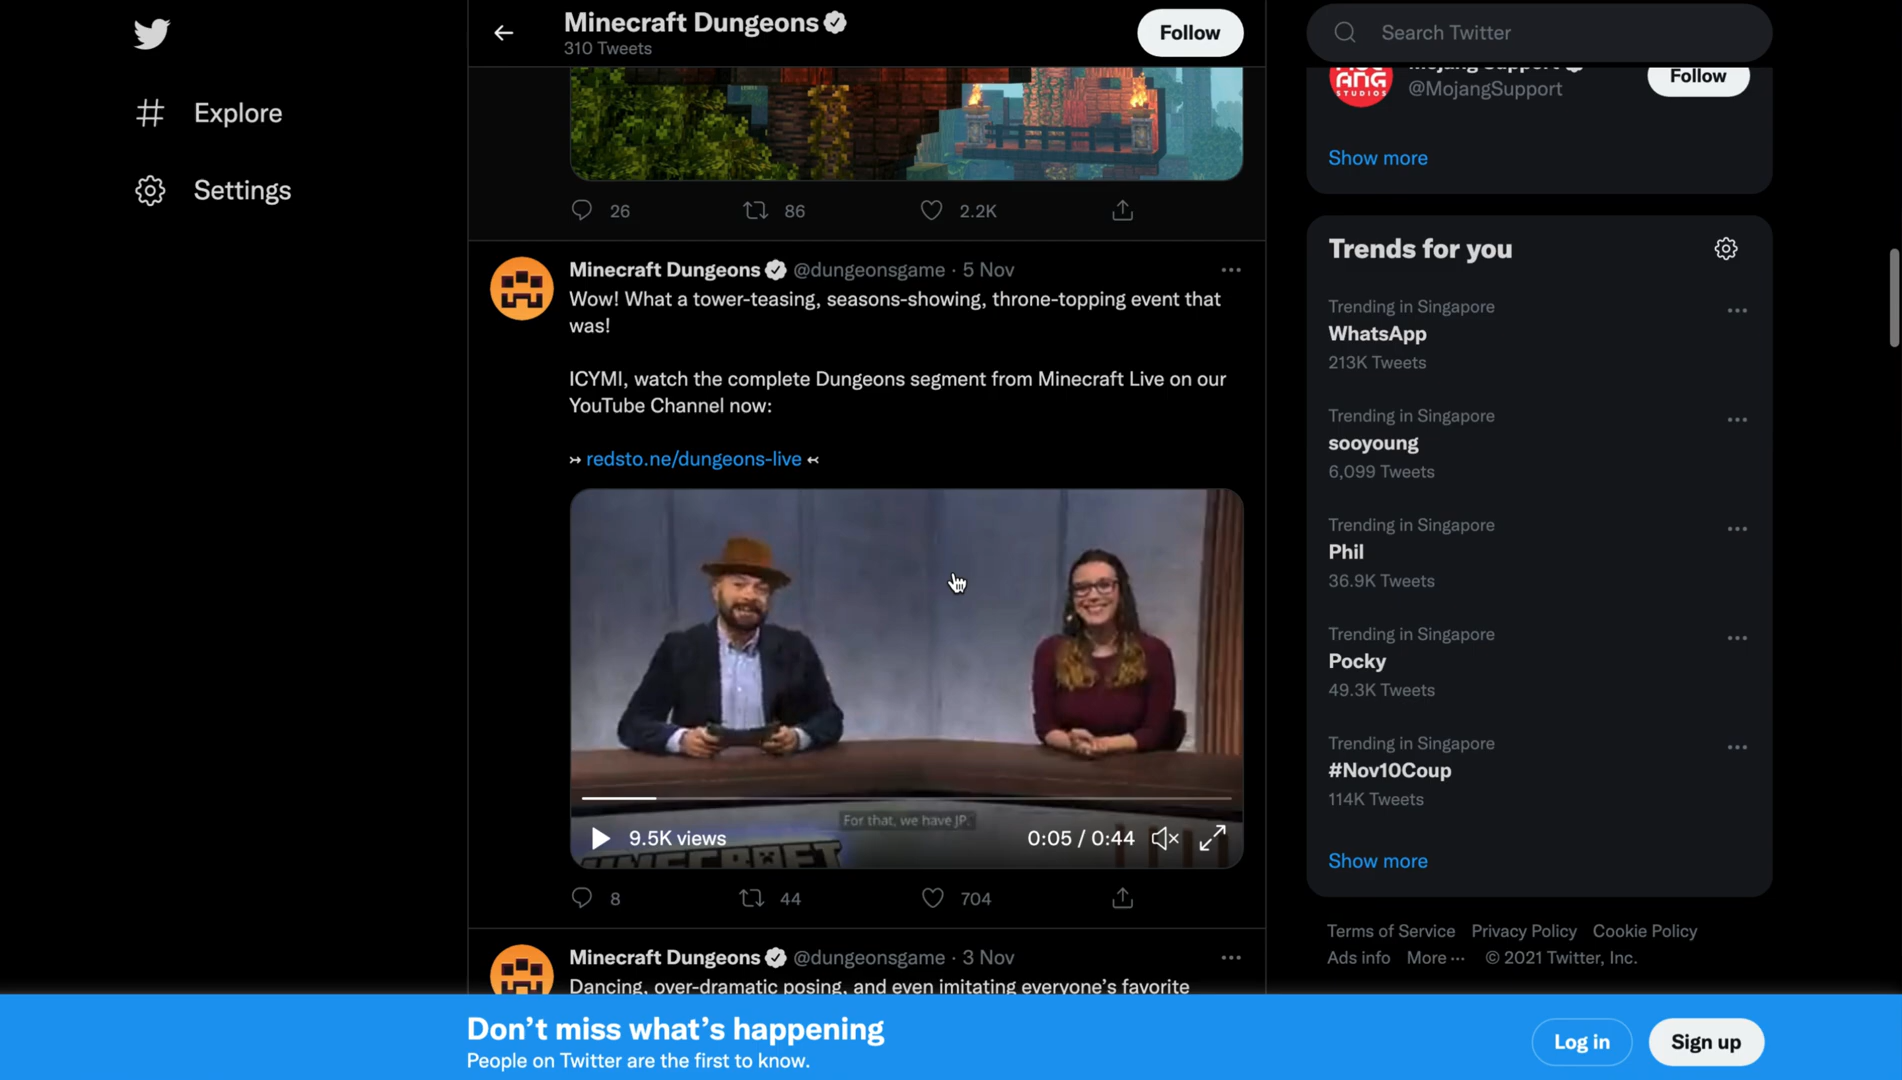 Minecraft Dungeons
310 Tweets
Follow
Explore
Settings
26
86
2.2K
Minecraft Dungeons @dungeonsgame · 5 Nov
Wow! What a tower-teasing, seasons-showing, throne-topping event that
was!
ICYMI, watch the complete Dungeons segment from Minecraft Live on our
YouTube Channel now:
↣ redsto.ne/dungeons-live ↢
For that, we have JP.
9.5K views
0:05 / 0:44
MINECRAFT
8
44
704
Minecraft Dungeons @dungeonsgame · 3 Nov
Dancing, over-dramatic posing, and even imitating everyone's favorite
Search Twitter
Mojang Support
ANG
STUDIOS
@MojangSupport
Follow
Show more
Trends for you
Trending in Singapore
WhatsApp
213K Tweets
Trending in Singapore
sooyoung
6,099 Tweets
Trending in Singapore
Phil
36.9K Tweets
Trending in Singapore
Pocky
49.3K Tweets
Trending in Singapore
#Nov10Coup
114K Tweets
Show more
Terms of Service Privacy Policy Cookie Policy
Ads info More ··· © 2021 Twitter, Inc.
Don't miss what's happening
People on Twitter are the first to know.
Log in
Sign up